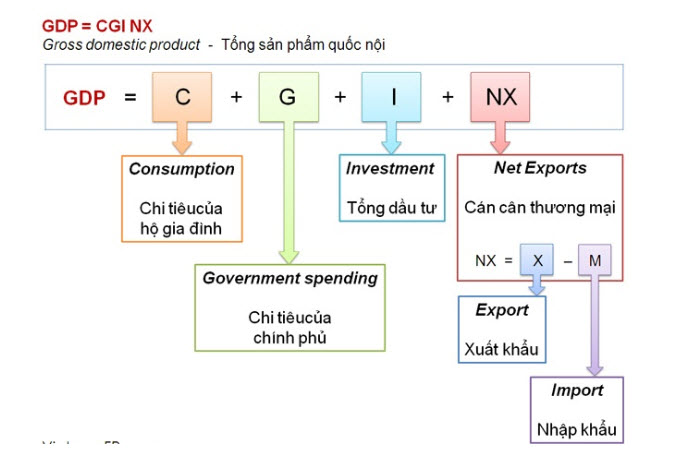 GDP = CGI NX
Gross domestic product - Tổng sản phẩm quốc nội
GDP = C + G + I + NX
Consumption
Chi tiêucủa
hộ gia đình
Investment
Tổng dầu tư
Net Exports
Cán cân thương mại
NX = X – M
Government spending
Chi tiêucủa
chính phủ
Export
Xuất khẩu
Import
Nhập khẩu